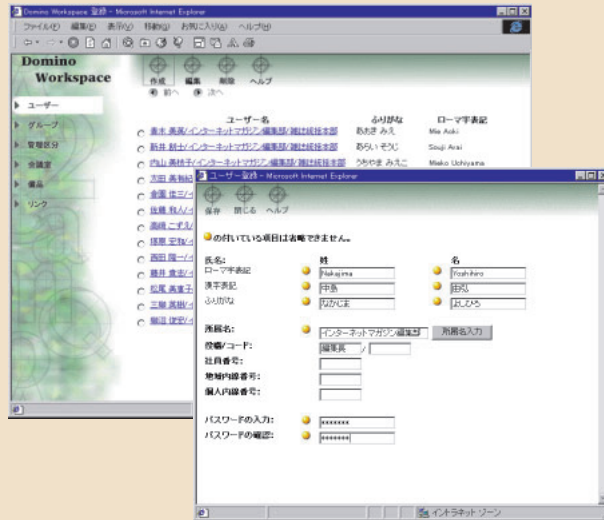 Domino Workspace 登録 - Microsoft Internet Explorer
ファイル(F) 編集(E) 表示(V) 移動(G) お気に入り(A) ヘルプ(H)
Domino
Workspace
作成 編集 削除 ヘルプ
前へ 次へ
ユーザー
グループ
管理区分
会議室
備品
リンク
ユーザー名 ふりがな ローマ字表記
青木 美英/インターネットマガジン編集部/雑誌統括本部 あおき みえ Mie Aoki
新井 創士/インターネットマガジン編集部/雑誌統括本部 あらい そうじ Souji Arai
内山 美枝子/インターネットマガジン編集部/雑誌統括本部 うちやま みえこ Mieko Uchiyama
ユーザー登録 - Microsoft Internet Explorer
保存 閉じる ヘルプ
の付いている項目は省略できません。
氏名: 姓 名
ローマ字表記 Nakajima Yoshihiro
漢字表記 中島 由弘
ふりがな なかじま よしひろ
所属名: インターネットマガジン編集部 所属名入力
役職/コード: 編集長 /
社員番号:
地域内線番号:
個人内線番号:
パスワードの入力: *******
パスワードの確認: *******
イントラネット ゾーン